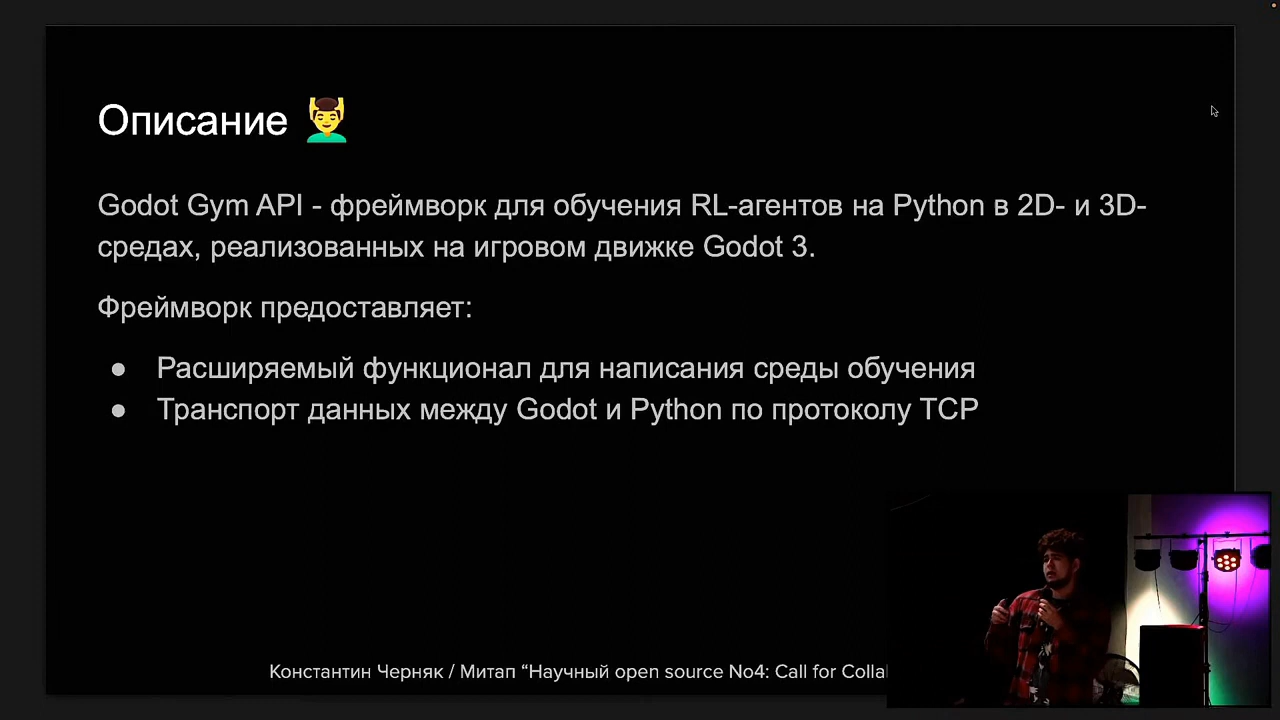 Описание
Godot Gym API - фреймворк для обучения RL-агентов на Python в 2D- и 3D-
средах, реализованных на игровом движке Godot 3.
Фреймворк предоставляет:
● Расширяемый функционал для написания среды обучения
● Транспорт данных между Godot и Python по протоколу TCP
Константин Черняк / Митап “Научный open source No4: Call for